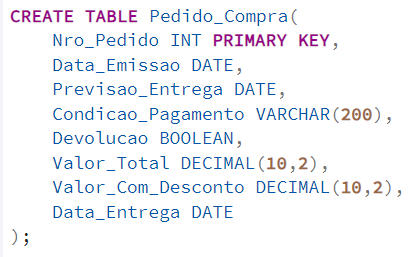 CREATE TABLE Pedido_Compra(
Nro_Pedido INT PRIMARY KEY,
Data_Emissao DATE,
Previsao_Entrega DATE,
Condicao_Pagamento VARCHAR(200),
Devolucao BOOLEAN,
Valor_Total DECIMAL(10,2),
Valor_Com_Desconto DECIMAL(10,2),
Data_Entrega DATE
);